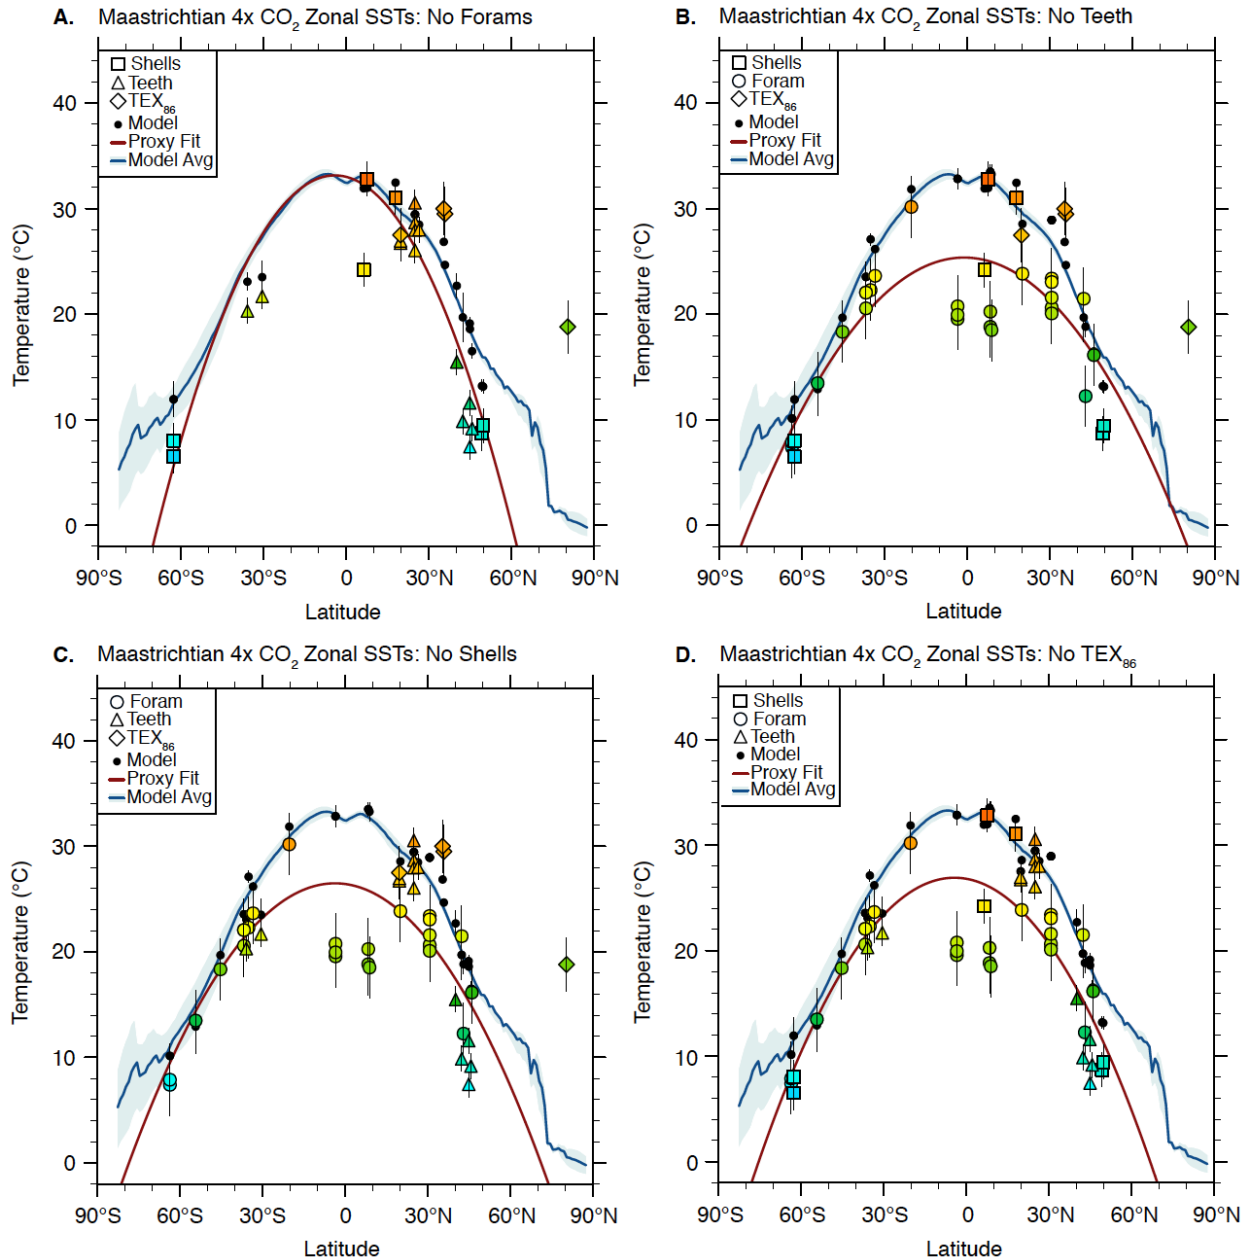 A. Maastrichtian 4x CO2 Zonal SSTs: No Forams
Shells
Teeth
TEX86
Model
Proxy Fit
Model Avg
Temperature (°C)
40
30
20
10
0
90°S 60°S 30°S 0 30°N 60°N 90°N
Latitude
B. Maastrichtian 4x CO2 Zonal SSTs: No Teeth
Shells
Foram
TEX86
Model
Proxy Fit
Model Avg
Temperature (°C)
40
30
20
10
0
90°S 60°S 30°S 0 30°N 60°N 90°N
Latitude
C. Maastrichtian 4x CO2 Zonal SSTs: No Shells
Foram
Teeth
TEX86
Model
Proxy Fit
Model Avg
Temperature (°C)
40
30
20
10
0
90°S 60°S 30°S 0 30°N 60°N 90°N
Latitude
D. Maastrichtian 4x CO2 Zonal SSTs: No TEX86
Shells
Foram
Teeth
Model
Proxy Fit
Model Avg
Temperature (°C)
40
30
20
10
0
90°S 60°S 30°S 0 30°N 60°N 90°N
Latitude